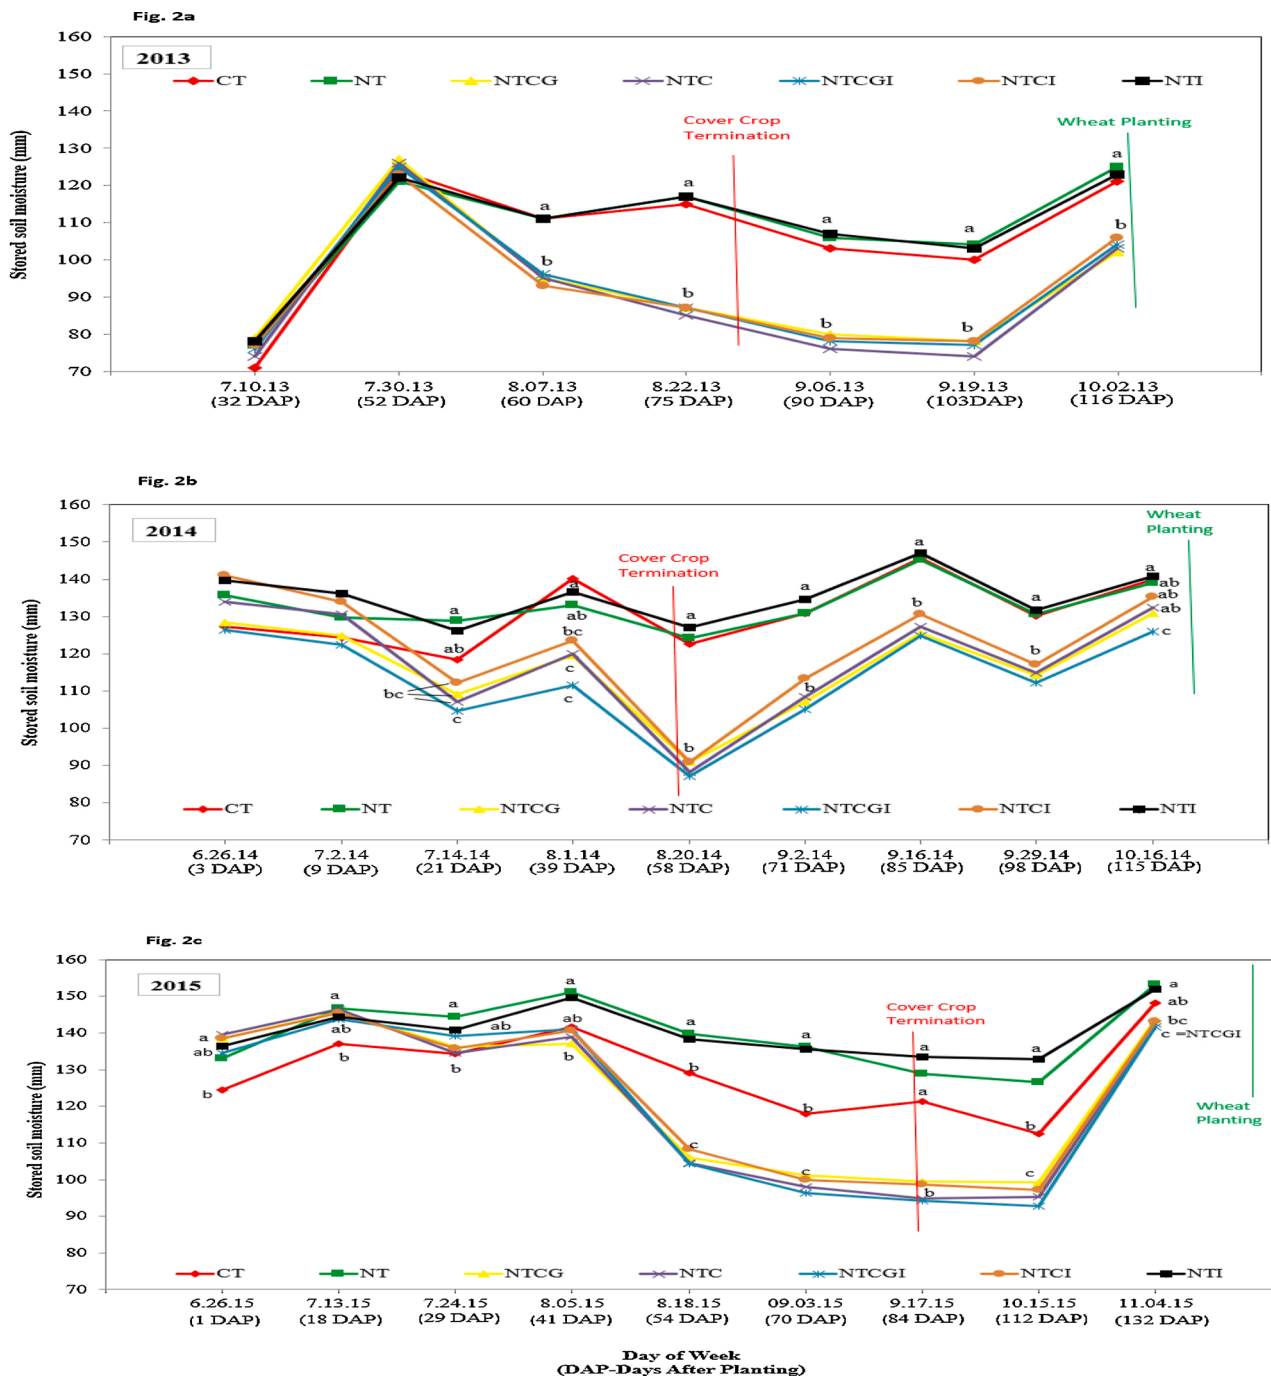 Fig. 2a
2013
CT NT NTCG NTC NTCGI NTCI NTI
160
150
140
130
120
110
100
90
80
70
Stored soil moisture (mm)
Cover Crop
Termination
Wheat Planting
a
a
a
a
a
b
b
b
b
b
7.10.13 7.30.13 8.07.13 8.22.13 9.06.13 9.19.13 10.02.13
(32 DAP) (52 DAP) (60 DAP) (75 DAP) (90 DAP) (103DAP) (116 DAP)
Fig. 2b
2014
160
150
140
130
120
110
100
90
80
70
Stored soil moisture (mm)
Cover Crop
Termination
Wheat
Planting
a
ab
bc
c
a
ab
bc
c
c
a
b
a
b
a
b
a
b
a
ab
ab
ab
c
CT NT NTCG NTC NTCGI NTCI NTI
6.26.14 7.2.14 7.14.14 8.1.14 8.20.14 9.2.14 9.16.14 9.29.14 10.16.14
(3 DAP) (9 DAP) (21 DAP) (39 DAP) (58 DAP) (71 DAP) (85 DAP) (98 DAP) (115 DAP)
Fig. 2c
2015
160
150
140
130
120
110
100
90
80
70
Stored soil moisture (mm)
Cover Crop
Termination
Wheat
Planting
a
ab
b
a
ab
b
a
ab
b
a
ab
b
a
b
c
a
b
c
a
a
b
a
b
c
a
ab
bc
c =NTCGI
CT NT NTCG NTC NTCGI NTCI NTI
6.26.15 7.13.15 7.24.15 8.05.15 8.18.15 09.03.15 9.17.15 10.15.15 11.04.15
(1 DAP) (18 DAP) (29 DAP) (41 DAP) (54 DAP) (70 DAP) (84 DAP) (112 DAP) (132 DAP)
Day of Week
(DAP-Days After Planting)